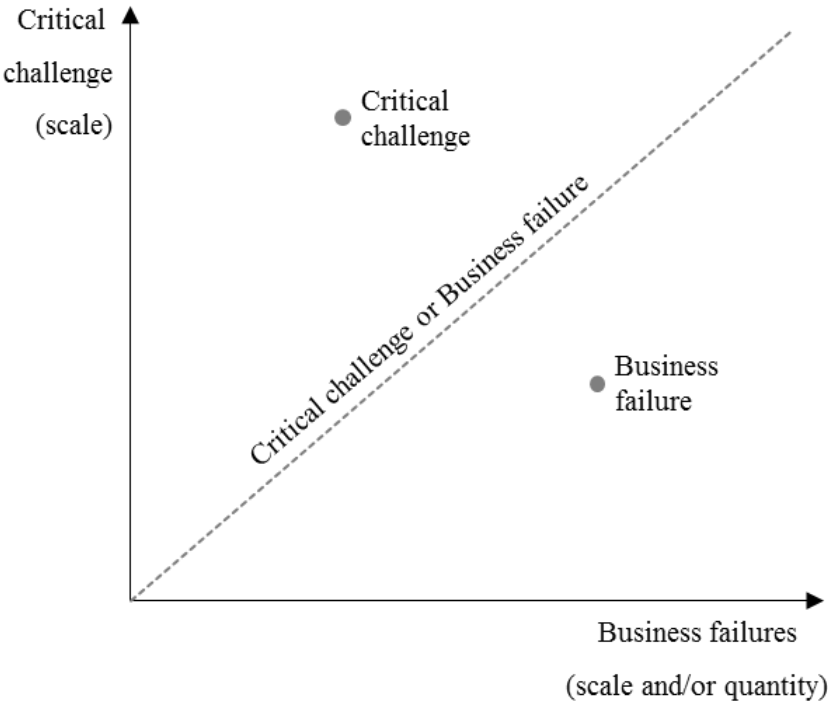 Critical
challenge
(scale)
Critical
challenge
Critical challenge or Business failure
Business
failure
Business failures
(scale and/or quantity)